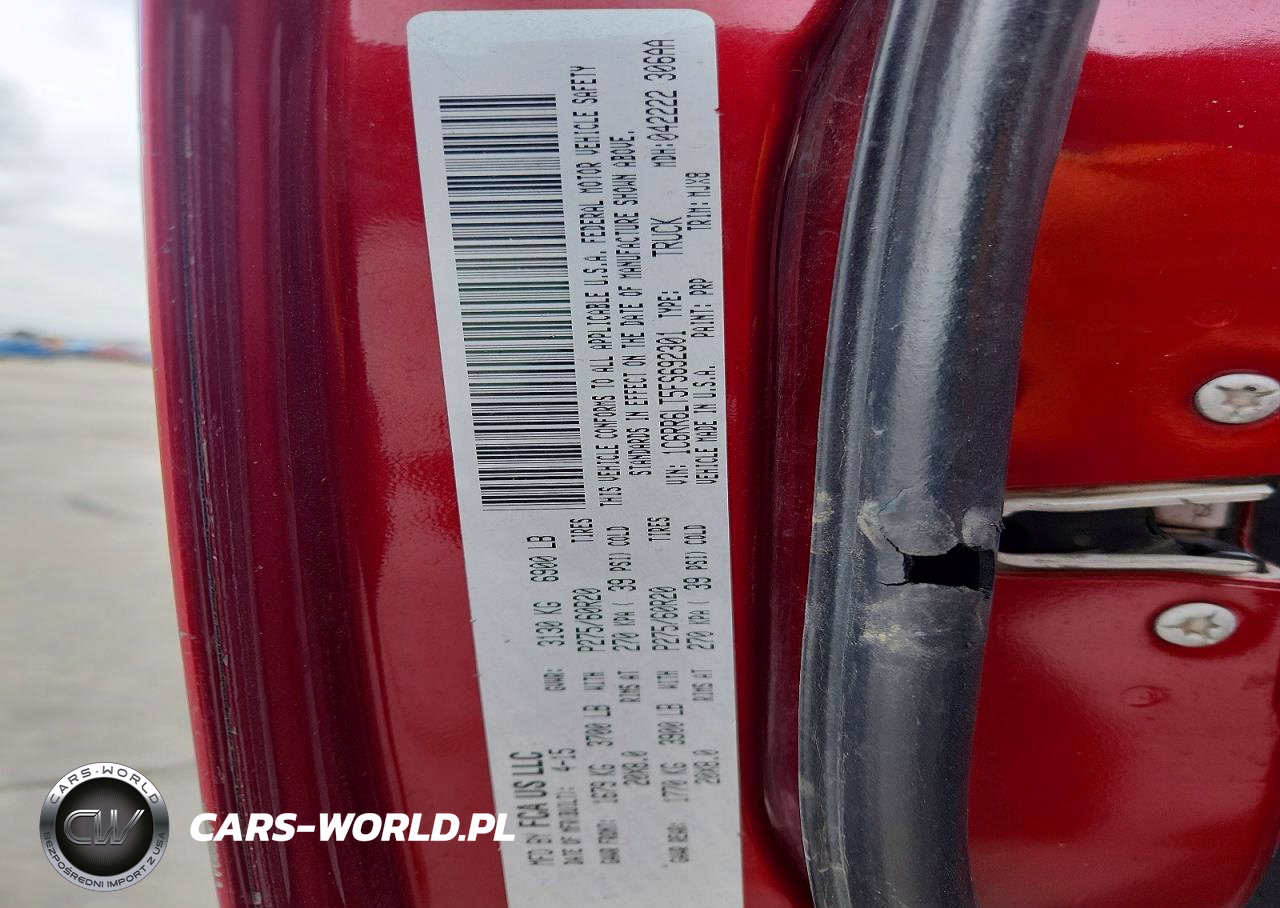 MFD BY FCA US LLC
DATE OF MFR(BUILT): 4-15 GVWR: 3130 KG 6900 LB
GAWR FRONT: 1679 KG 3700 LB WITH P275/60R20 TIRES
20X8.0 RIMS AT 270 KPA ( 39 PSI) COLD
GAWR REAR: 1770 KG 3900 LB WITH P275/60R20 TIRES
20X8.0 RIMS AT 270 KPA ( 39 PSI) COLD
THIS VEHICLE CONFORMS TO ALL APPLICABLE U.S.A. FEDERAL MOTOR VEHICLE SAFETY
STANDARDS IN EFFECT ON THE DATE OF MANUFACTURE SHOWN ABOVE.
VIN: 1C6RR6LT5FS692301 TYPE: TRUCK MDH:042222 306AA
VEHICLE MADE IN U.S.A. PAINT: PRP TRIM: MJX8
CARS-WORLD
CW
BEZPOŚREDNI IMPORT Z USA
CARS-WORLD.PL